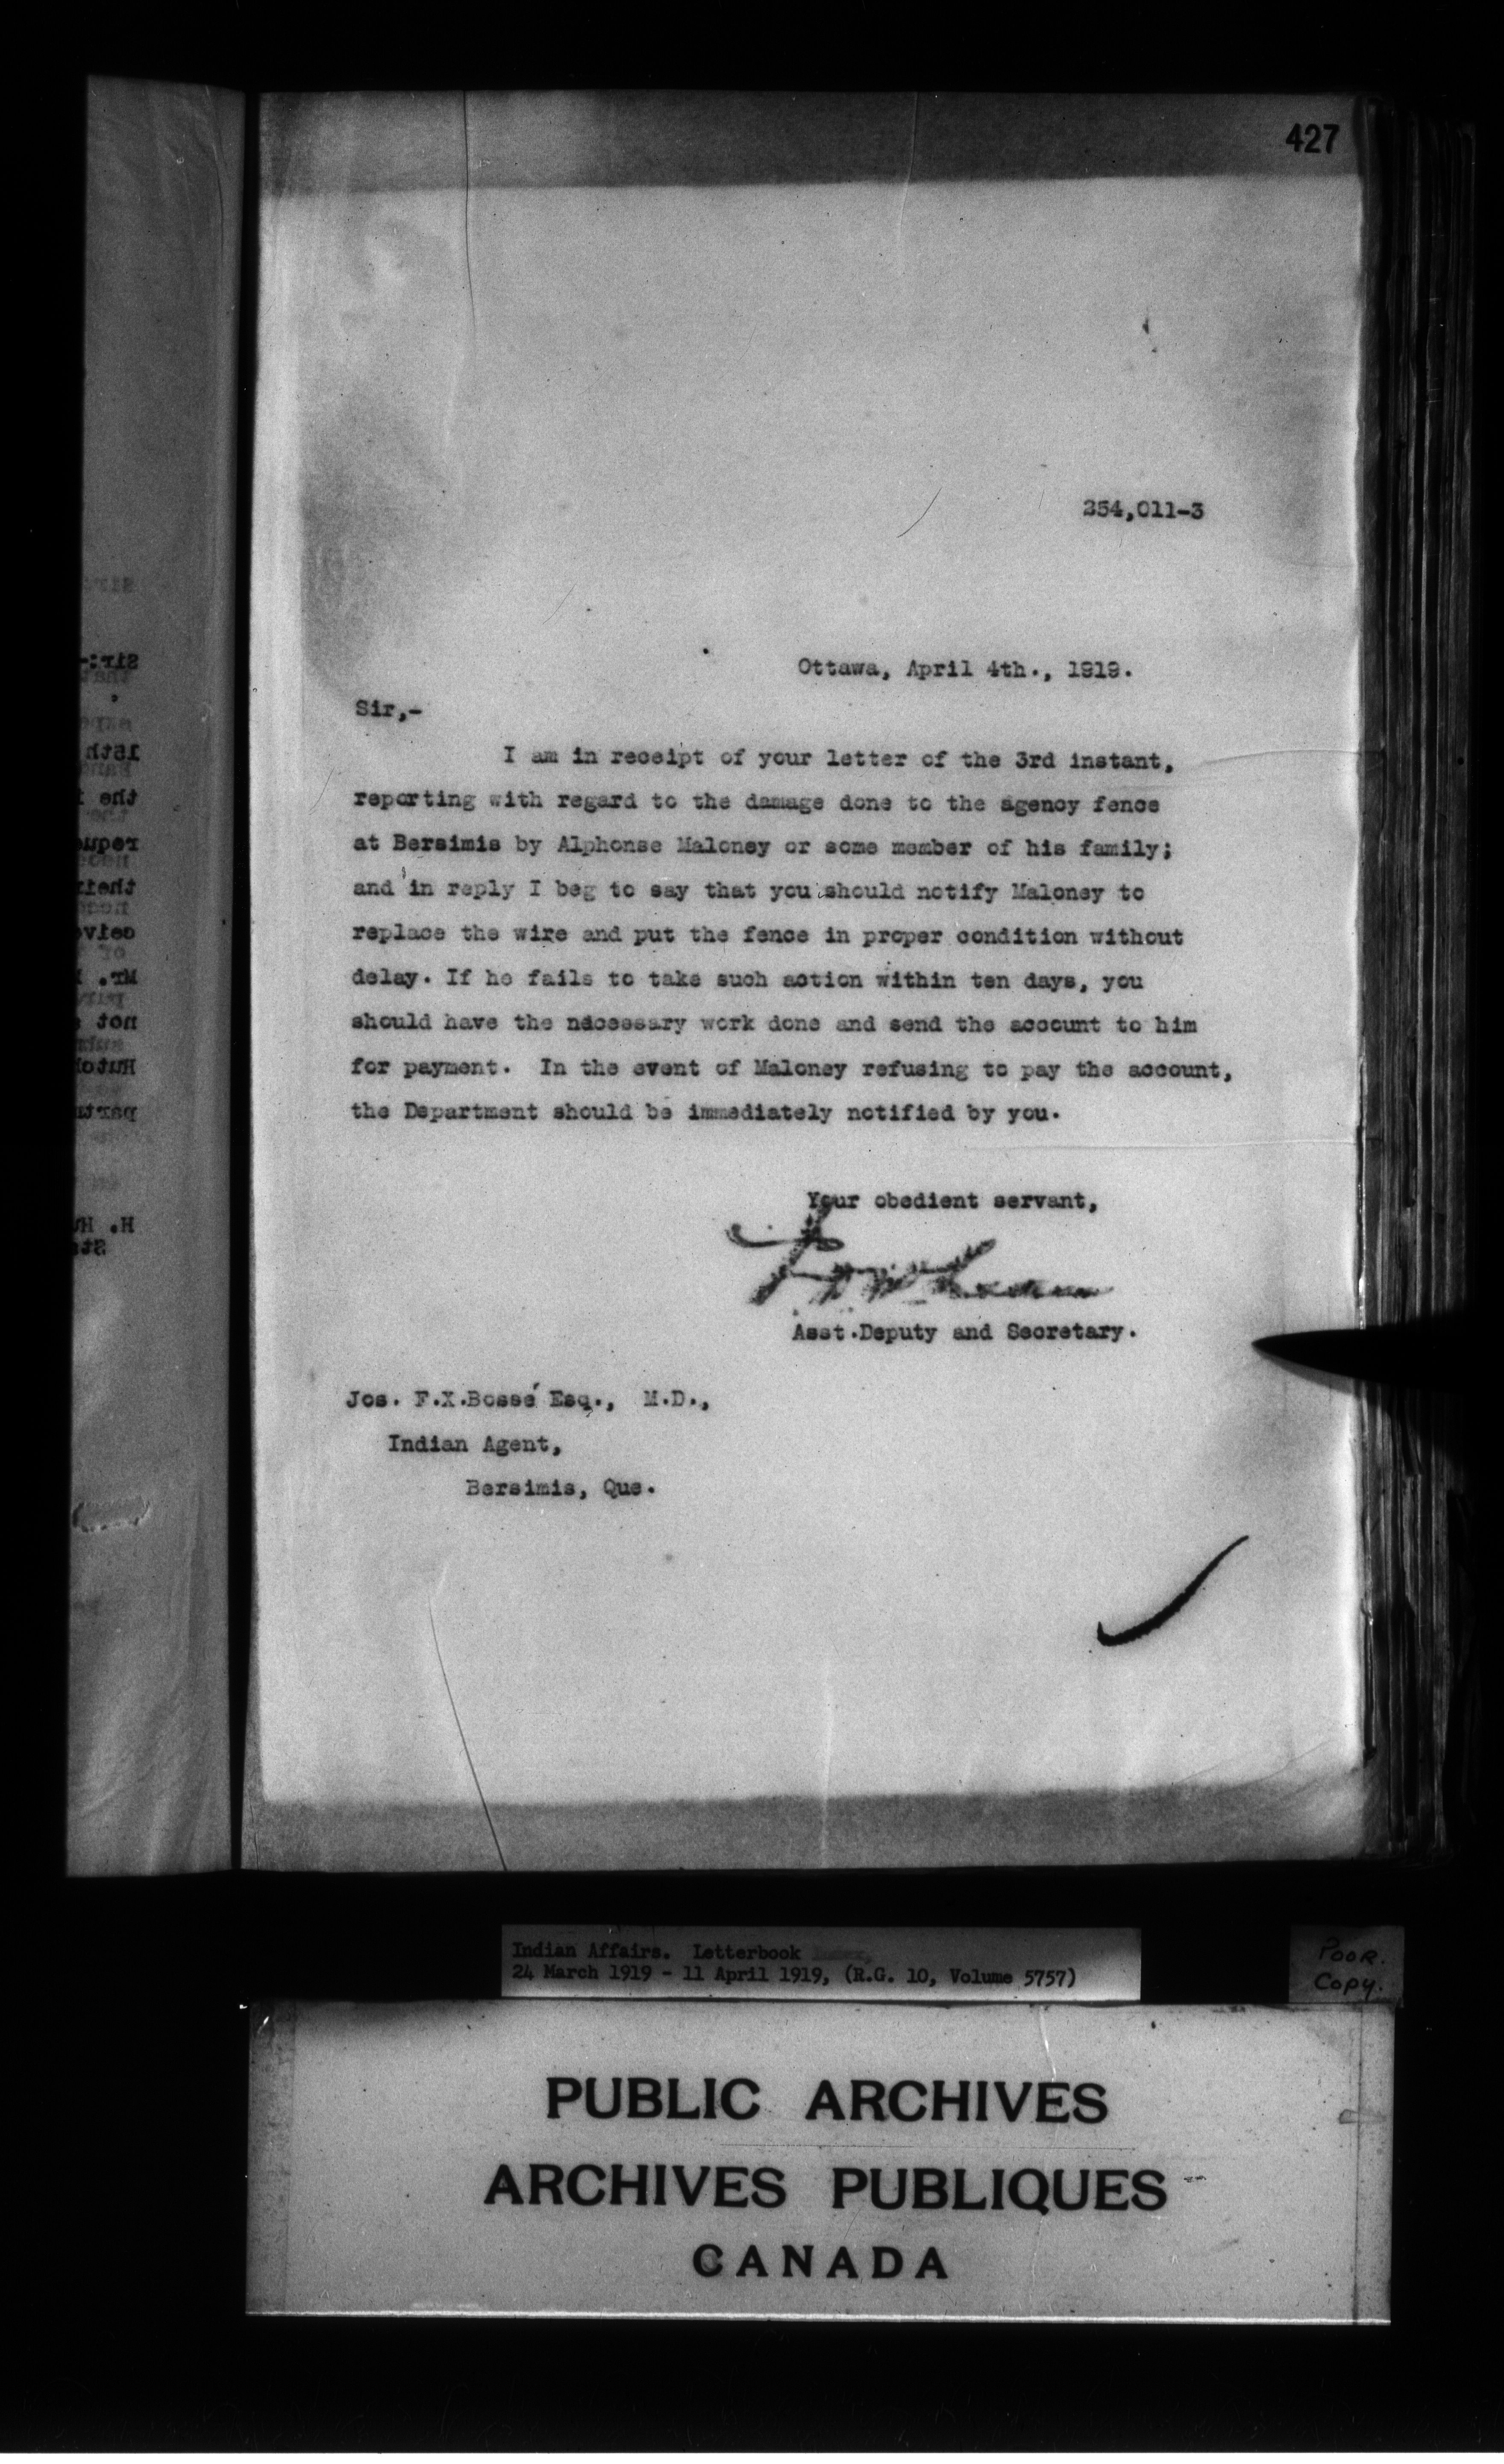 427
254,011-3
Ottawa, April 4th., 1919.
Sir,-
I am in receipt of your letter of the 3rd instant,
reporting with regard to the damage done to the agency fence
at Bersimis by Alphonse Maloney or some member of his family;
and in reply I beg to say that you should notify Maloney to
replace the wire and put the fence in proper condition without
delay. If he fails to take such action within ten days, you
should have the necessary work done and send the account to him
for payment. In the event of Maloney refusing to pay the account,
the Department should be immediately notified by you.
Your obedient servant,
Asst.Deputy and Secretary.
Jos. F.X.Bossé Esq., M.D.,
Indian Agent,
Bersimis, Que.
Indian Affairs. Letterbook
24 March 1919 - 11 April 1919, (R.G. 10, Volume 5757)
POOR.
COPY.
PUBLIC ARCHIVES
ARCHIVES PUBLIQUES
CANADA